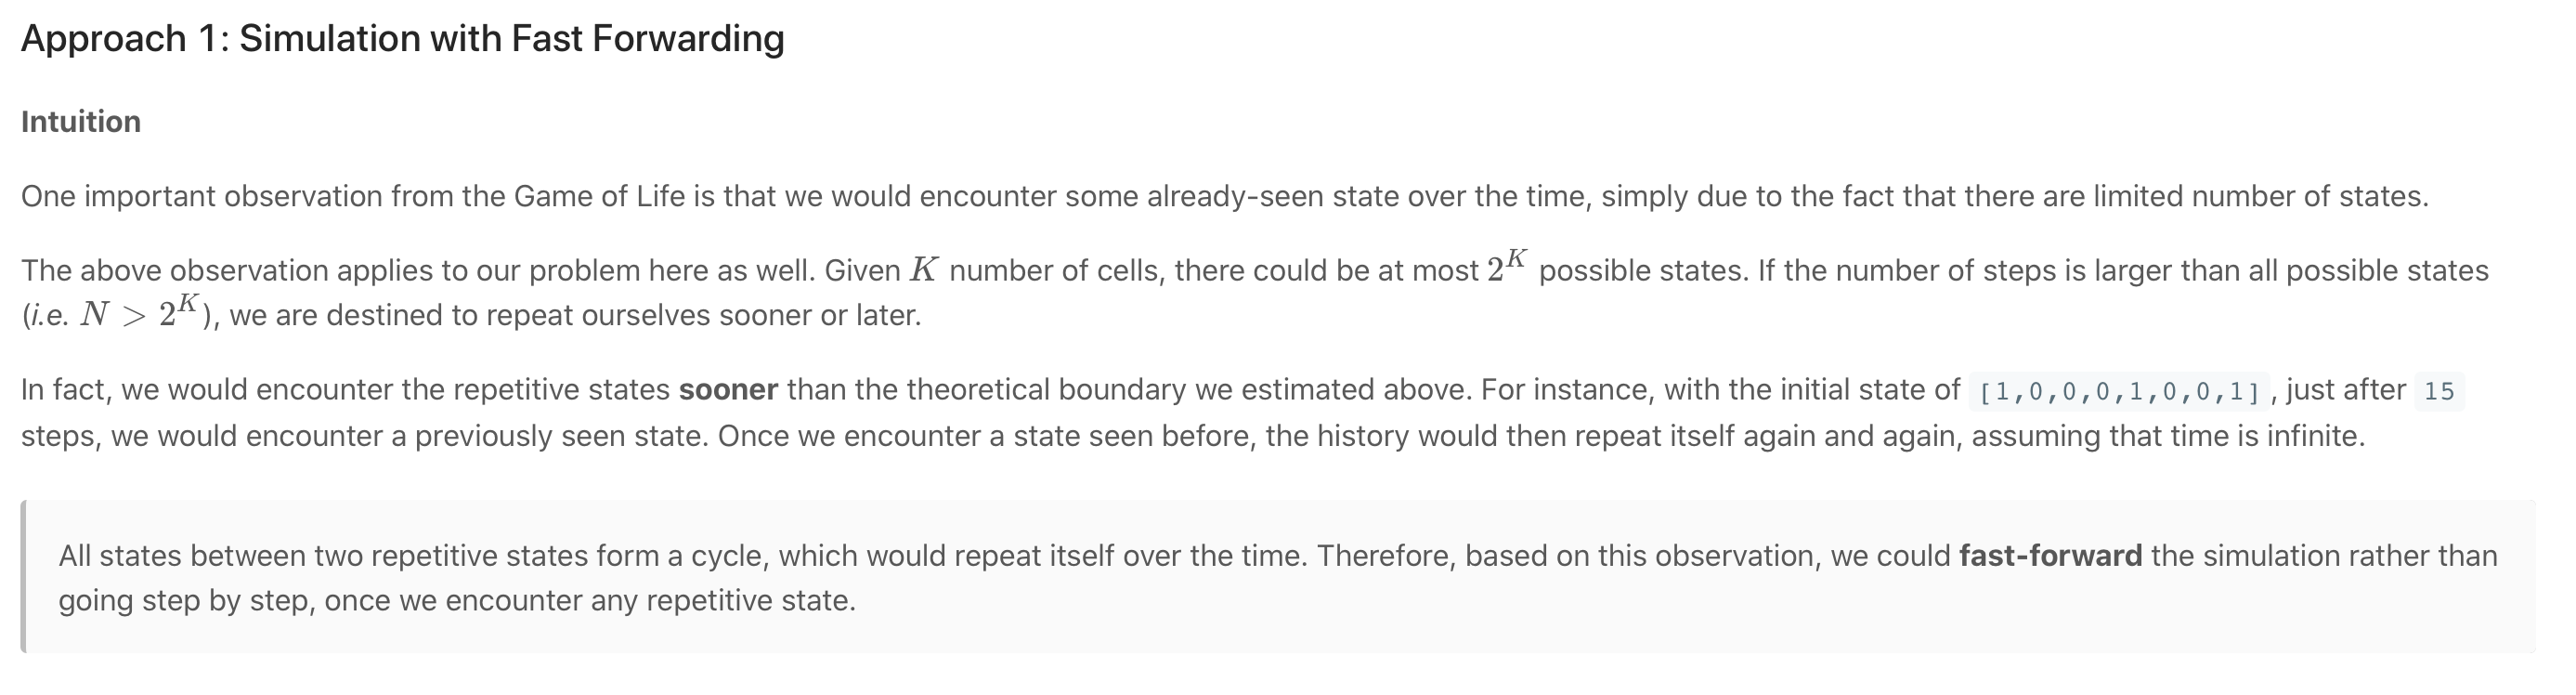 Approach 1: Simulation with Fast Forwarding
Intuition
One important observation from the Game of Life is that we would encounter some already-seen state over the time, simply due to the fact that there are limited number of states.
The above observation applies to our problem here as well. Given K number of cells, there could be at most 2^K possible states. If the number of steps is larger than all possible states
(i.e. N > 2^K), we are destined to repeat ourselves sooner or later.
In fact, we would encounter the repetitive states sooner than the theoretical boundary we estimated above. For instance, with the initial state of [1,0,0,0,1,0,0,1], just after 15
steps, we would encounter a previously seen state. Once we encounter a state seen before, the history would then repeat itself again and again, assuming that time is infinite.
All states between two repetitive states form a cycle, which would repeat itself over the time. Therefore, based on this observation, we could fast-forward the simulation rather than
going step by step, once we encounter any repetitive state.